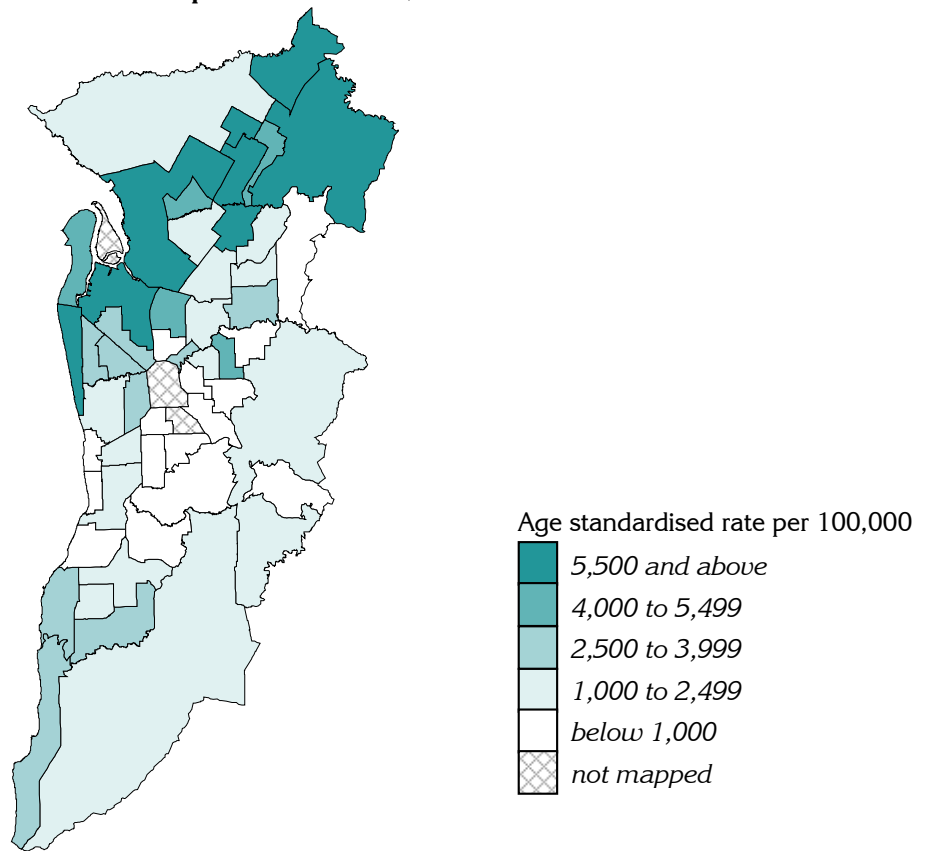 Age standardised rate per 100,000
5,500 and above
4,000 to 5,499
2,500 to 3,999
1,000 to 2,499
below 1,000
not mapped